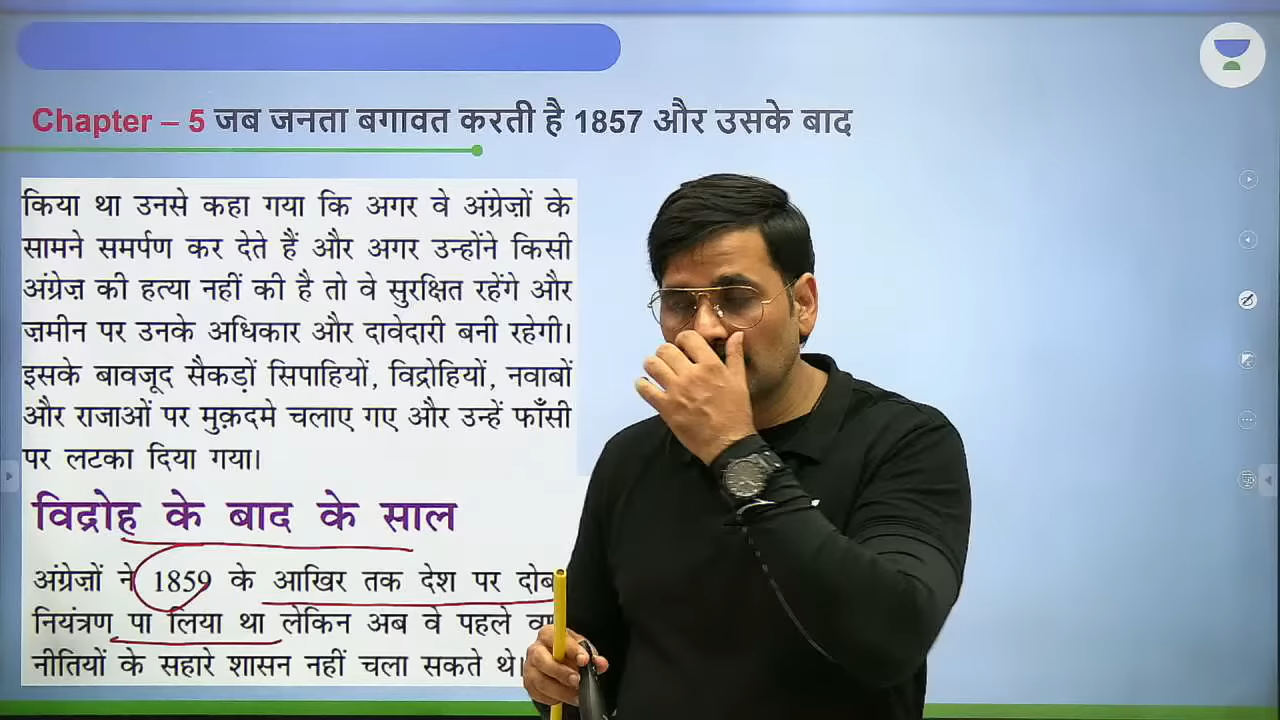 Chapter – 5 जब जनता बगावत करती है 1857 और उसके बाद
किया था उनसे कहा गया कि अगर वे अंग्रेज़ों के
सामने समर्पण कर देते हैं और अगर उन्होंने किसी
अंग्रेज़ की हत्या नहीं की है तो वे सुरक्षित रहेंगे और
ज़मीन पर उनके अधिकार और दावेदारी बनी रहेगी।
इसके बावजूद सैकड़ों सिपाहियों, विद्रोहियों, नवाबों
और राजाओं पर मुक़दमे चलाए गए और उन्हें फाँसी
पर लटका दिया गया।
विद्रोह के बाद के साल
अंग्रेज़ों ने 1859 के आखिर तक देश पर
नियंत्रण पा लिया था लेकिन अब वे पहले
नीतियों के सहारे शासन नहीं चला सकते थे।